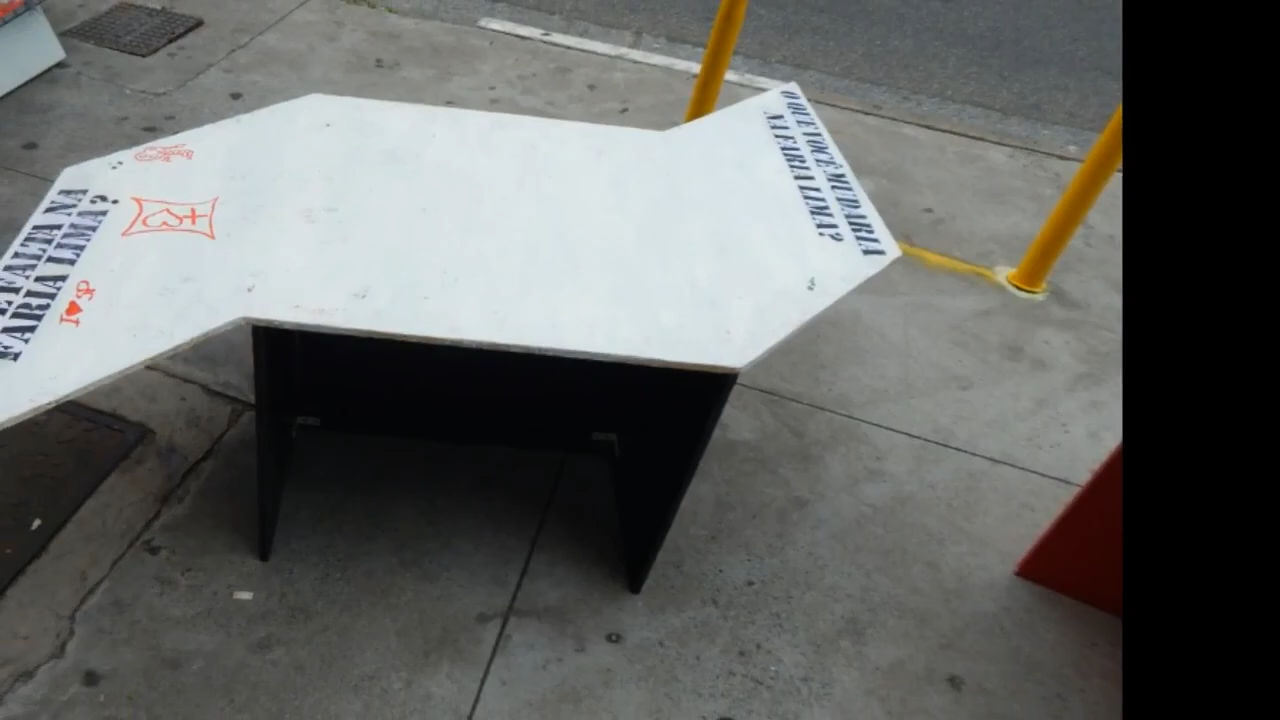 E FALTA NA
FARIA LIMA?
I ♥ SP
+ ♥
O QUE VOCÊ MUDARIA
NA FARIA LIMA?